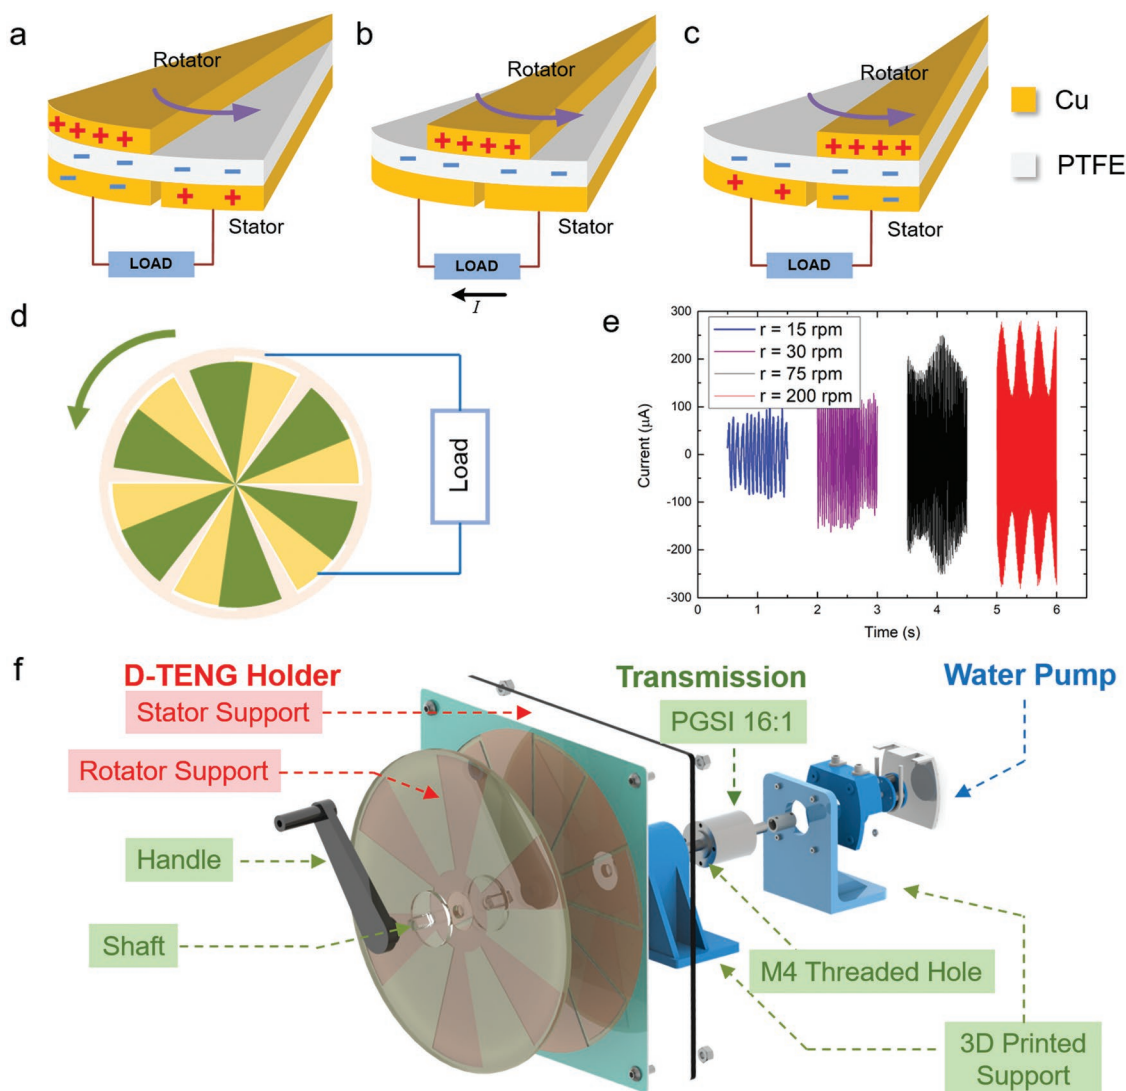 a
Rotator
+ + + +
− − − −
− − + +
Stator
LOAD
b
Rotator
+ + + +
− − − −
Stator
LOAD
I
c
Rotator
+ + + +
− − − −
+ + − −
Stator
LOAD
Cu
PTFE
d
Load
e
r = 15 rpm
r = 30 rpm
r = 75 rpm
r = 200 rpm
Current (μA)
300
200
100
0
-100
-200
-300
0 1 2 3 4 5 6
Time (s)
f
D-TENG Holder
Stator Support
Rotator Support
Handle
Shaft
Transmission
PGSI 16:1
Water Pump
M4 Threaded Hole
3D Printed
Support